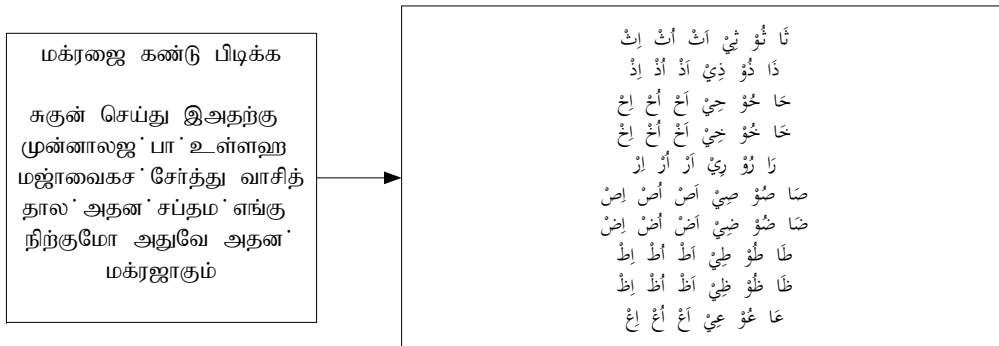 மக்ரஜை கண்டு பிடிக்க
சுகுன் செய்து இஅதற்கு
முன்னாலஜ் பா் உள்ளஹ
மஜ்ாவைகச் சேர்த்து வாசித்
தால் அதன் சப்தம் எங்கு
நிற்குமோ அதுவே அதன்
மக்ரஜாகும்
ثَا ثُوْ ثِيْ اَثْ اُثْ اِثْ
ذَا ذُوْ ذِيْ اَذْ اُذْ اِذْ
حَا حُوْ حِيْ اَحْ اُحْ اِحْ
خَا خُوْ خِيْ اَخْ اُخْ اِخْ
رَا رُوْ رِيْ اَرْ اُرْ اِرْ
صَا صُوْ صِيْ اَصْ اُصْ اِصْ
ضَا ضُوْ ضِيْ اَضْ اُضْ اِضْ
طَا طُوْ طِيْ اَطْ اُطْ اِطْ
ظَا ظُوْ ظِيْ اَظْ اُظْ اِظْ
عَا عُوْ عِيْ اَعْ اُعْ اِعْ